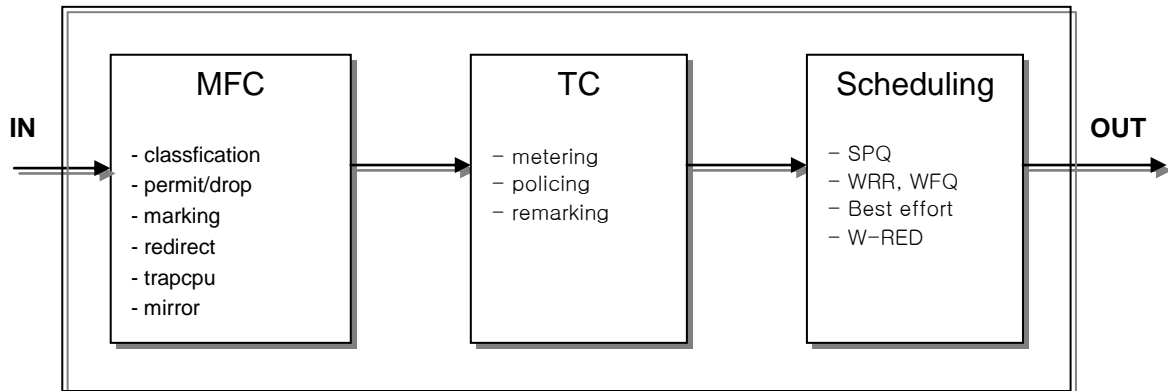 IN
MFC
- classfication
- permit/drop
- marking
- redirect
- trapcpu
- mirror
TC
- metering
- policing
- remarking
Scheduling
- SPQ
- WRR, WFQ
- Best effort
- W-RED
OUT